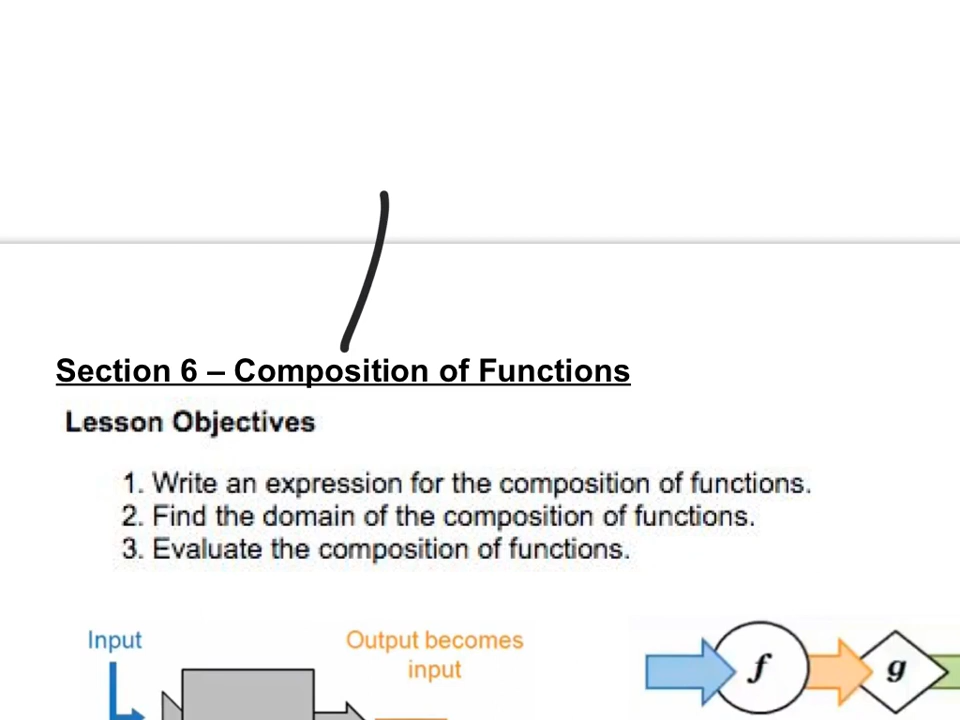 Section 6 – Composition of Functions
Lesson Objectives
1. Write an expression for the composition of functions.
2. Find the domain of the composition of functions.
3. Evaluate the composition of functions.
Input
Output becomes
input
f
g